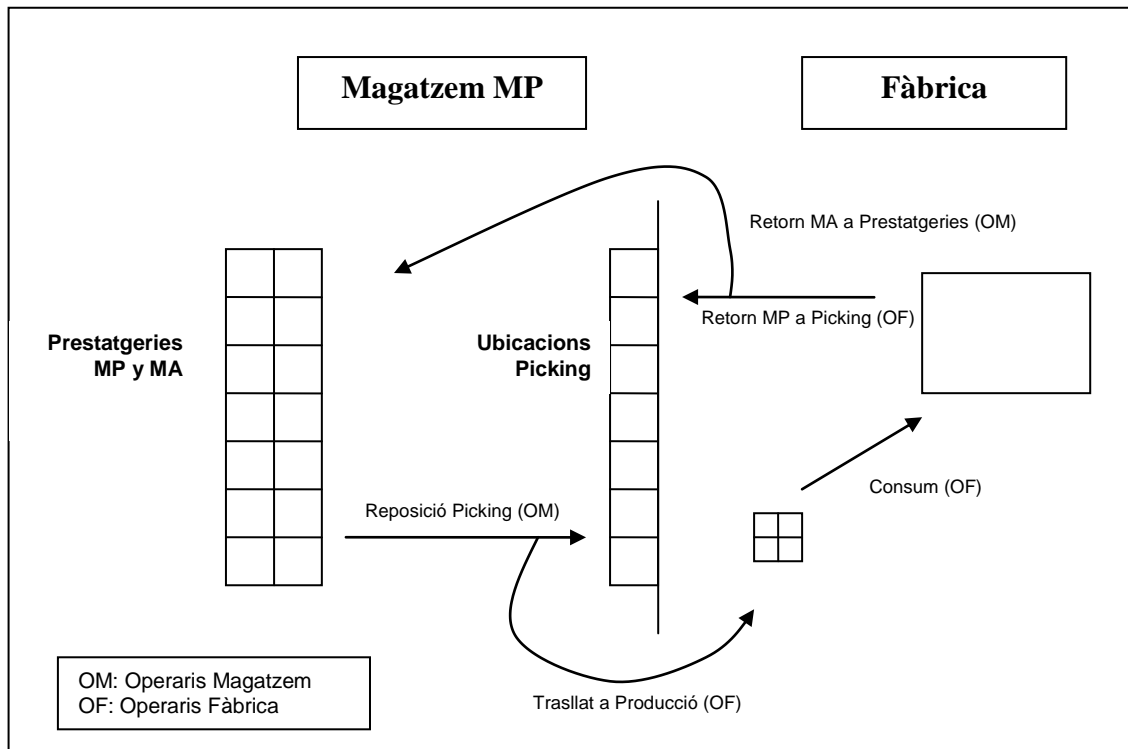 Magatzem MP
Fàbrica
Retorn MA a Prestatgeries (OM)
Retorn MP a Picking (OF)
Prestatgeries
MP y MA
Ubicacions
Picking
Consum (OF)
Reposició Picking (OM)
Trasllat a Producció (OF)
OM: Operaris Magatzem
OF: Operaris Fàbrica